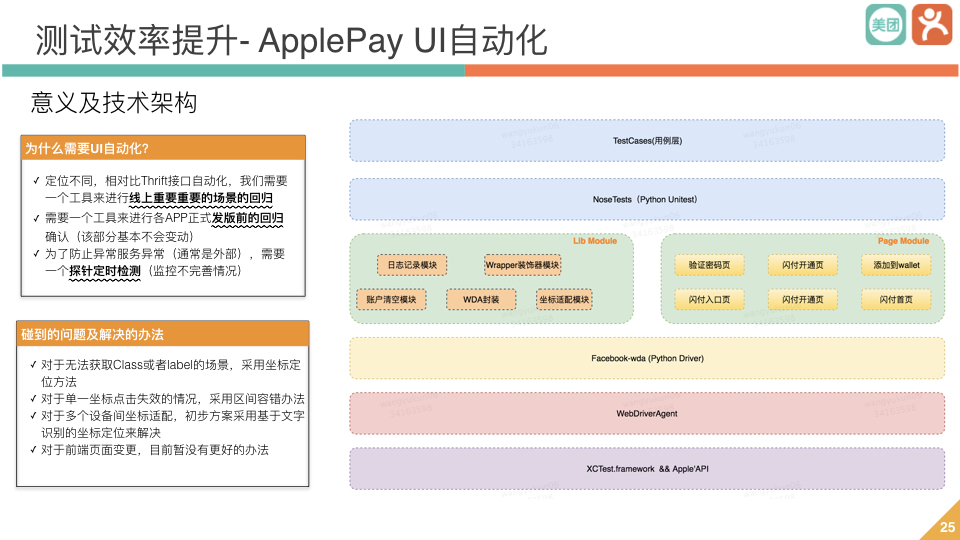 测试效率提升- ApplePay UI自动化
美团
意义及技术架构
为什么需要UI自动化?
✓ 定位不同，相对比Thrift接口自动化，我们需要
一个工具来进行线上重要重要的场景的回归
✓ 需要一个工具来进行各APP正式发版前的回归
确认（该部分基本不会变动）
✓ 为了防止异常服务异常（通常是外部），需要
一个探针定时检测（监控不完善情况）
碰到的问题及解决的办法
✓ 对于无法获取Class或者label的场景，采用坐标定
位方法
✓ 对于单一坐标点击失效的情况，采用区间容错办法
✓ 对于多个设备间坐标适配，初步方案采用基于文字
识别的坐标定位来解决
✓ 对于前端页面变更，目前暂没有更好的办法
TestCases(用例层)
NoseTests（Python Unitest)
Lib Module
日志记录模块
Wrapper装饰器模块
账户清空模块
WDA封装
坐标适配模块
Page Module
验证密码页
闪付开通页
添加到wallet
闪付入口页
闪付开通页
闪付首页
Facebook-wda (Python Driver)
WebDriverAgent
XCTest.framework && Apple'API
25